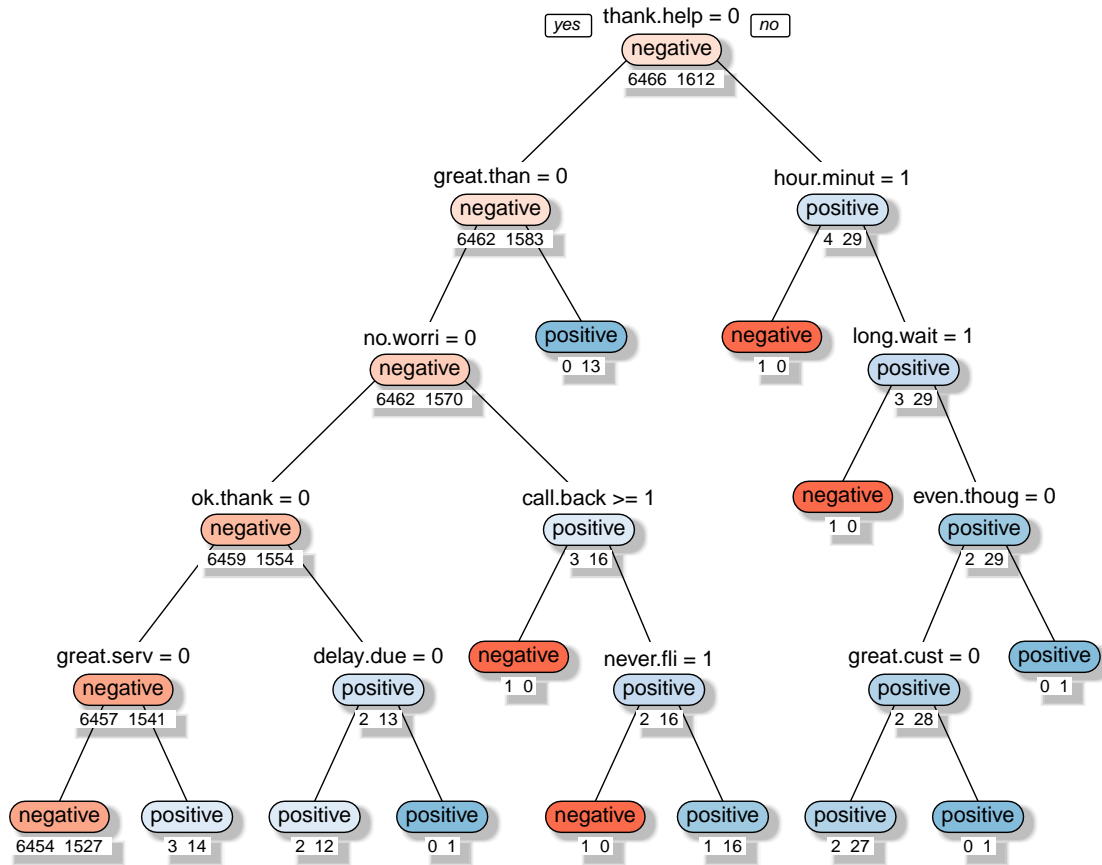 thank.help = 0
yes no
negative
6466 1612
great.than = 0 hour.minut = 1
negative positive
6462 1583 4 29
no.worri = 0 positive negative long.wait = 1
negative 0 13 1 0 positive
6462 1570 3 29
ok.thank = 0 call.back >= 1 negative even.thoug = 0
negative positive 1 0 positive
6459 1554 3 16 2 29
great.serv = 0 delay.due = 0 negative never.fli = 1 great.cust = 0 positive
negative positive 1 0 positive positive 0 1
6457 1541 2 13 2 16 2 28
negative positive positive positive negative positive positive positive
6454 1527 3 14 2 12 0 1 1 0 1 16 2 27 0 1